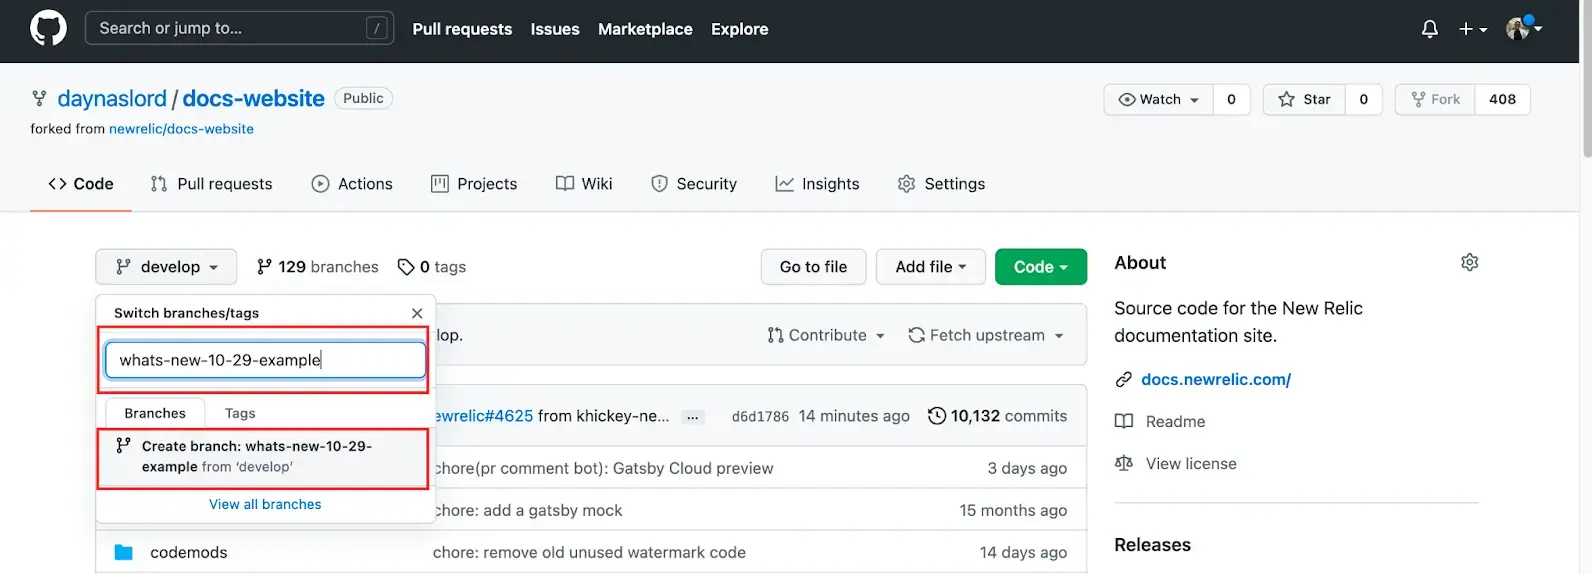 Search or jump to... /
Pull requests Issues Marketplace Explore
daynaslord / docs-website Public
Watch 0 Star 0 Fork 408
forked from newrelic/docs-website
Code Pull requests Actions Projects Wiki Security Insights Settings
develop 129 branches 0 tags Go to file Add file Code
Switch branches/tags
whats-new-10-29-example
Branches Tags
Create branch: whats-new-10-29-
example from ‘develop’
View all branches
lop.
Contribute Fetch upstream
ewrelic#4625 from khickey-ne... ... d6d1786 14 minutes ago 10,132 commits
chore(pr comment bot): Gatsby Cloud preview 3 days ago
chore: add a gatsby mock 15 months ago
codemods chore: remove old unused watermark code 14 days ago
About
Source code for the New Relic
documentation site.
docs.newrelic.com/
Readme
View license
Releases